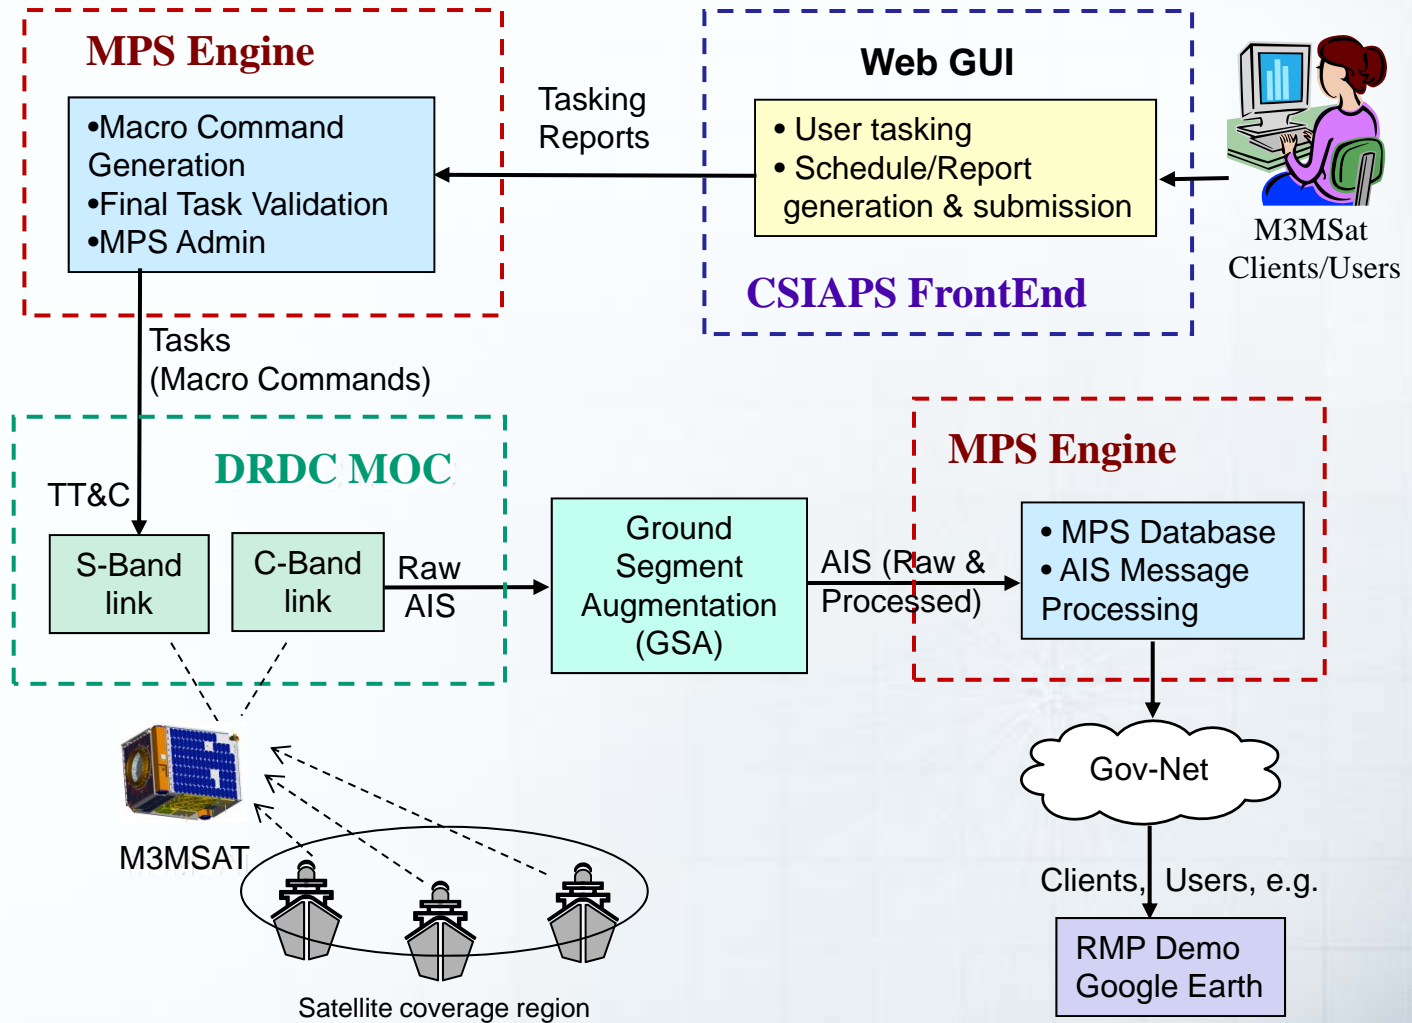 MPS Engine
•Macro Command
Generation
•Final Task Validation
•MPS Admin
Tasking
Reports
Web GUI
• User tasking
• Schedule/Report
generation & submission
CSIAPS FrontEnd
M3MSat
Clients/Users
Tasks
(Macro Commands)
DRDC MOC
TT&C
S-Band
link
C-Band
link
Raw
AIS
Ground
Segment
Augmentation
(GSA)
AIS (Raw &
Processed)
MPS Engine
• MPS Database
• AIS Message
Processing
Gov-Net
Clients, Users, e.g.
RMP Demo
Google Earth
M3MSAT
Satellite coverage region